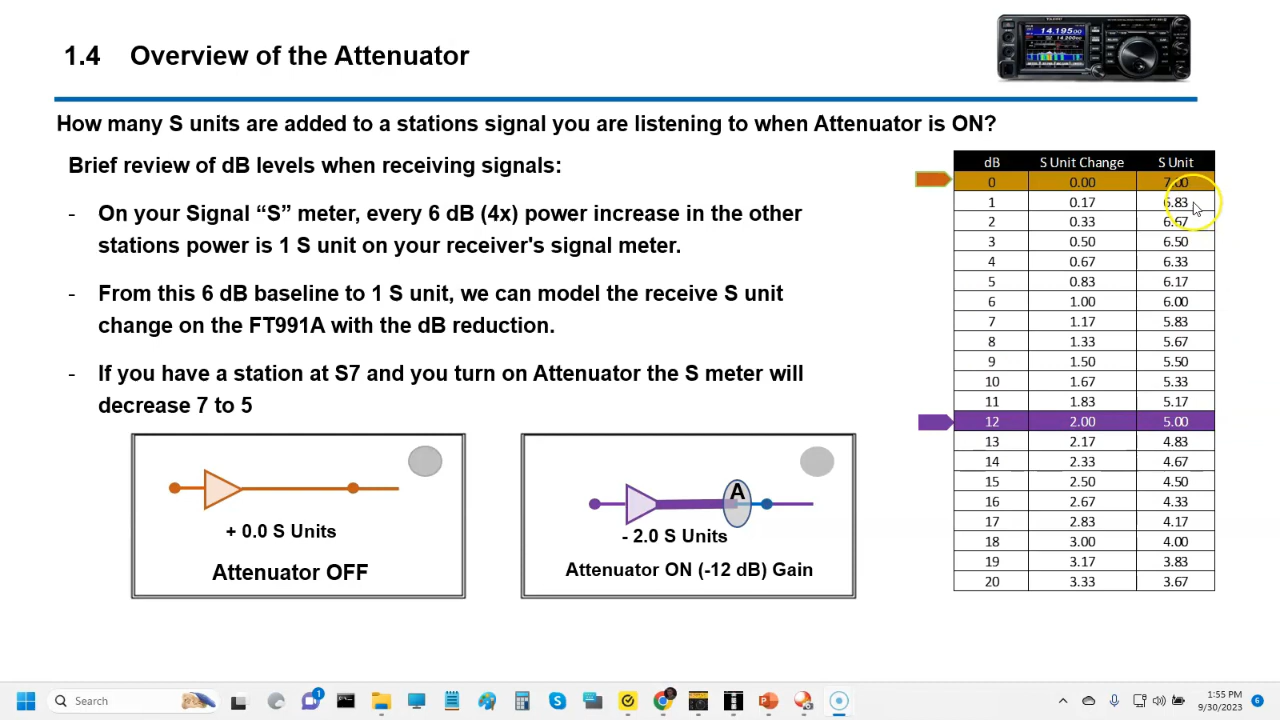 1.4 Overview of the Attenuator
14.195.00
How many S units are added to a stations signal you are listening to when Attenuator is ON?
Brief review of dB levels when receiving signals:
- On your Signal “S” meter, every 6 dB (4x) power increase in the other
stations power is 1 S unit on your receiver's signal meter.
- From this 6 dB baseline to 1 S unit, we can model the receive S unit
change on the FT991A with the dB reduction.
- If you have a station at S7 and you turn on Attenuator the S meter will
decrease 7 to 5
+ 0.0 S Units
Attenuator OFF
A
- 2.0 S Units
Attenuator ON (-12 dB) Gain
dB S Unit Change S Unit
0 0.00 7.00
1 0.17 6.83
2 0.33 6.67
3 0.50 6.50
4 0.67 6.33
5 0.83 6.17
6 1.00 6.00
7 1.17 5.83
8 1.33 5.67
9 1.50 5.50
10 1.67 5.33
11 1.83 5.17
12 2.00 5.00
13 2.17 4.83
14 2.33 4.67
15 2.50 4.50
16 2.67 4.33
17 2.83 4.17
18 3.00 4.00
19 3.17 3.83
20 3.33 3.67
Search
1
1:55 PM
9/30/2023
6